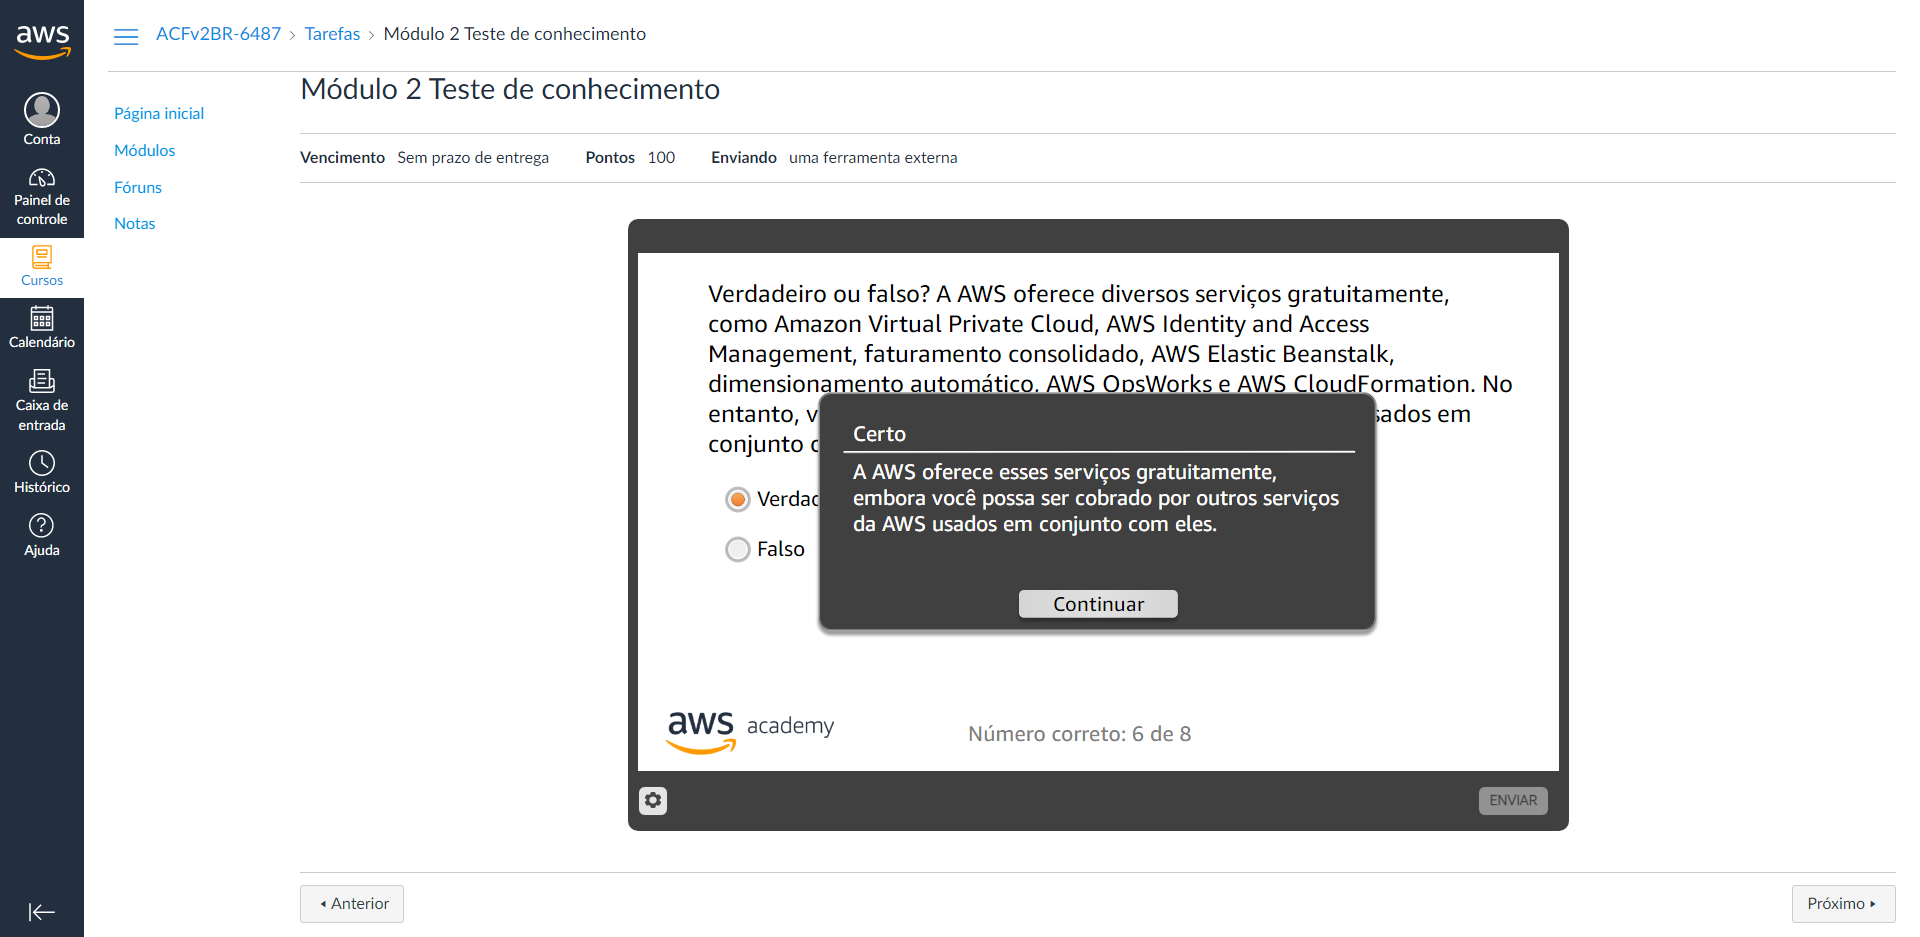 aws
Conta
Painel de
controle
Cursos
Calendário
Caixa de
entrada
Histórico
Ajuda
ACFv2BR-6487 > Tarefas > Módulo 2 Teste de conhecimento
Página inicial
Módulos
Fóruns
Notas
Módulo 2 Teste de conhecimento
Vencimento Sem prazo de entrega Pontos 100 Enviando uma ferramenta externa
Verdadeiro ou falso? A AWS oferece diversos serviços gratuitamente,
como Amazon Virtual Private Cloud, AWS Identity and Access
Management, faturamento consolidado, AWS Elastic Beanstalk,
dimensionamento automático, AWS OpsWorks e AWS CloudFormation. No
entanto, v sados em
conjunto
Verdad
Falso
Certo
A AWS oferece esses serviços gratuitamente,
embora você possa ser cobrado por outros serviços
da AWS usados em conjunto com eles.
Continuar
aws academy
Número correto: 6 de 8
ENVIAR
Anterior
Próximo